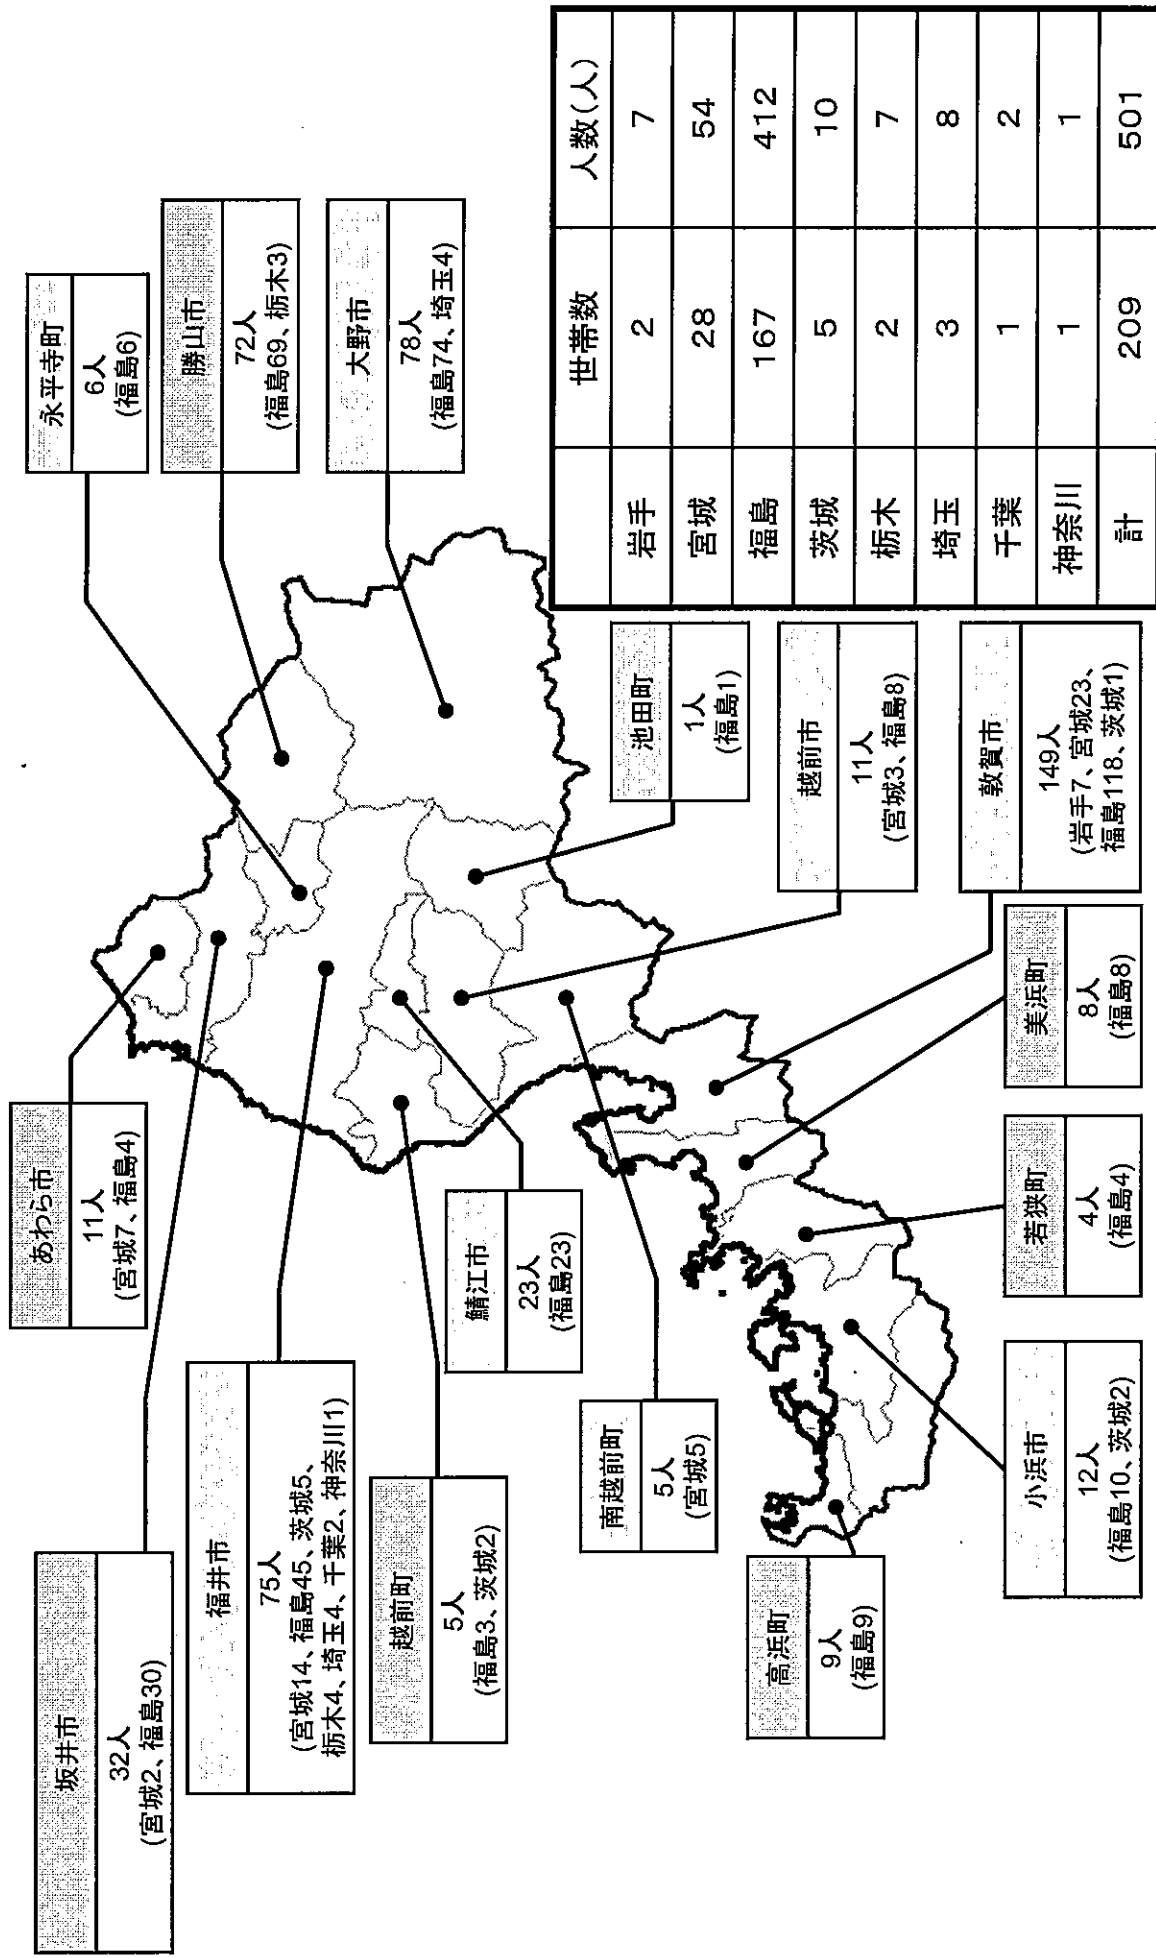 坂井市
32人
(宮城2、福島30)
あわら市
11人
(宮城7、福島4)
永平寺町
6人
(福島6)
勝山市
72人
(福島69、栃木3)
大野市
78人
(福島74、埼玉4)
福井市
75人
(宮城14、福島45、茨城5、
栃木4、埼玉4、千葉2、神奈川1)
越前町
5人
(福島3、茨城2)
鯖江市
23人
(福島23)
南越前町
5人
(宮城5)
池田町
1人
(福島1)
越前市
11人
(宮城3、福島8)
敦賀市
149人
(岩手7、宮城23、
福島118、茨城1)
高浜町
9人
(福島9)
小浜市
12人
(福島10、茨城2)
若狭町
4人
(福島4)
美浜町
8人
(福島8)
世帯数 人数(人)
岩手 2 7
宮城 28 54
福島 167 412
茨城 5 10
栃木 2 7
埼玉 3 8
千葉 1 2
神奈川 1 1
計 209 501